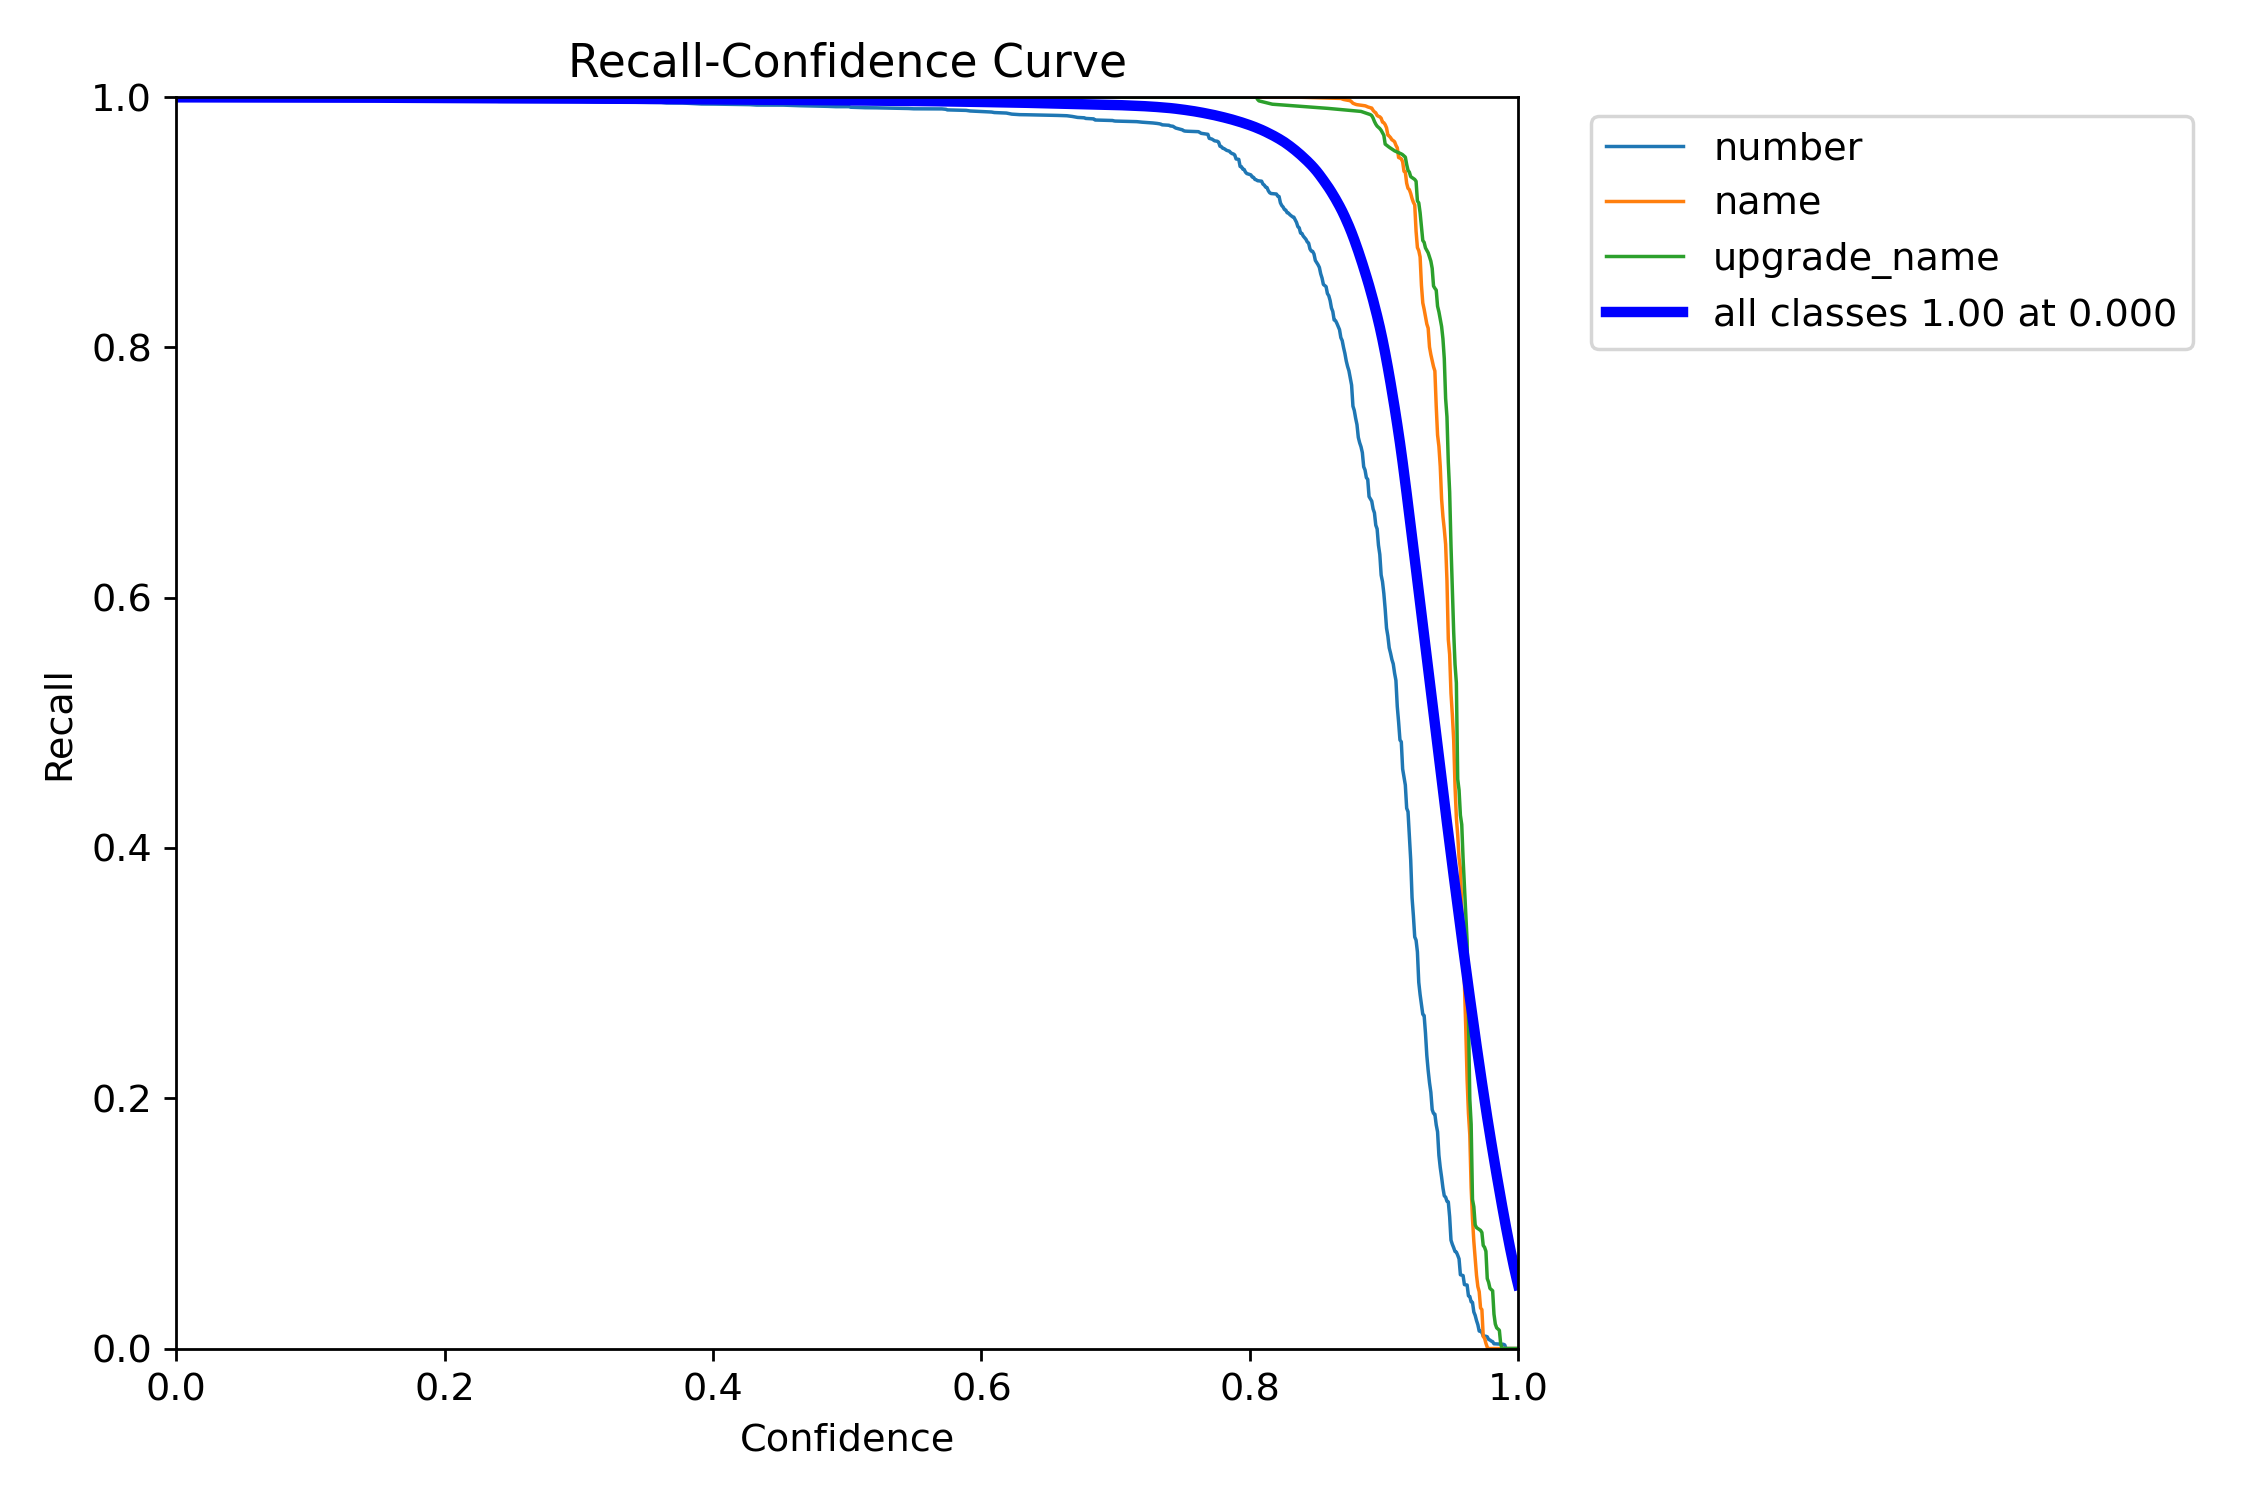 Recall-Confidence Curve
1.0
0.8
0.6
0.4
0.2
0.0
Recall
0.0 0.2 0.4 0.6 0.8 1.0
Confidence
number
name
upgrade_name
all classes 1.00 at 0.000